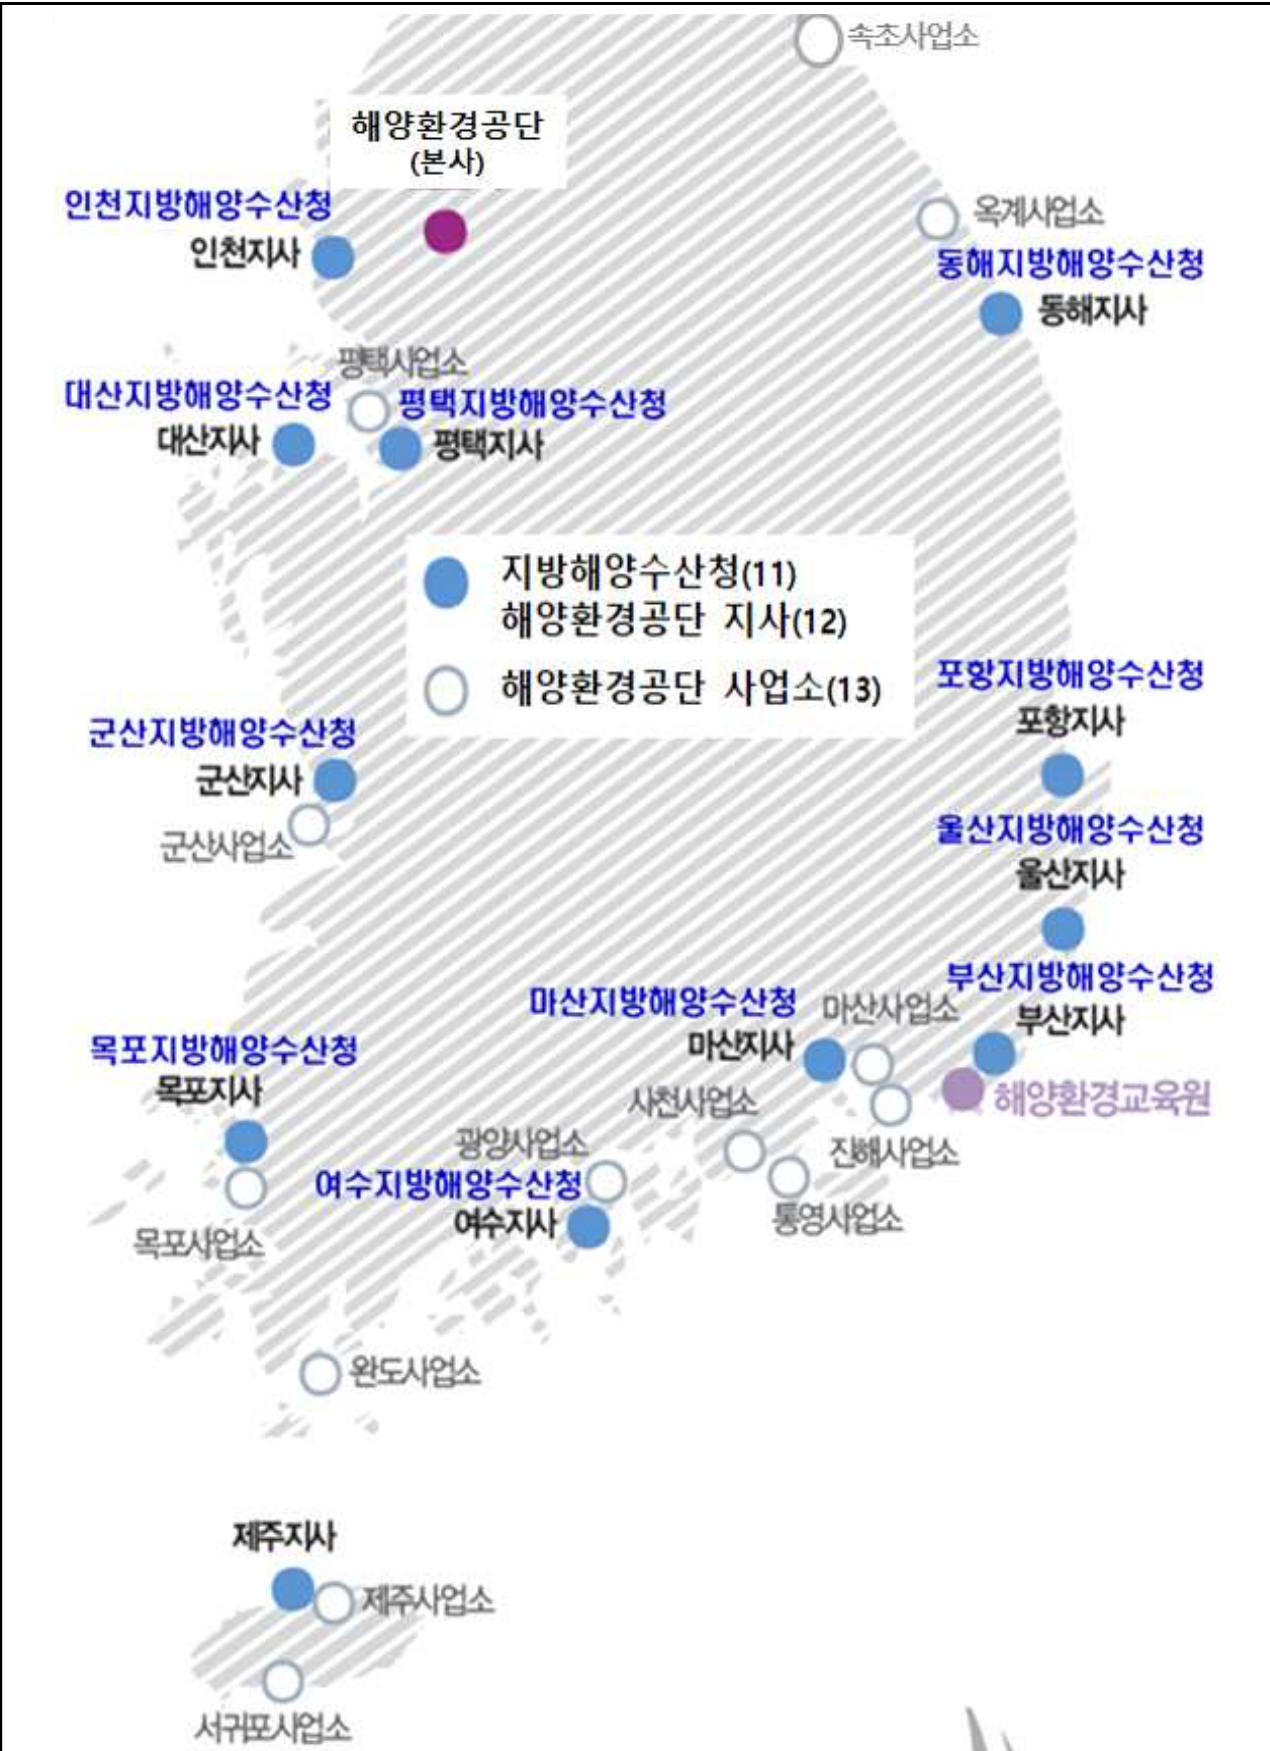 속초사업소
해양환경공단
(본사)
인천지방해양수산청
인천지사
옥계사업소
동해지방해양수산청
동해지사
평택사업소
대산지방해양수산청
평택지방해양수산청
대산지사
평택지사
지방해양수산청(11)
해양환경공단 지사(12)
해양환경공단 사업소(13)
포항지방해양수산청
포항지사
군산지방해양수산청
군산지사
군산사업소
울산지방해양수산청
울산지사
부산지방해양수산청
부산지사
마산지방해양수산청
마산사업소
마산지사
해양환경교육원
목포지방해양수산청
목포지사
사천사업소
광양사업소
진해사업소
여수지방해양수산청
여수지사
통영사업소
목포사업소
완도사업소
제주지사
제주사업소
서귀포사업소